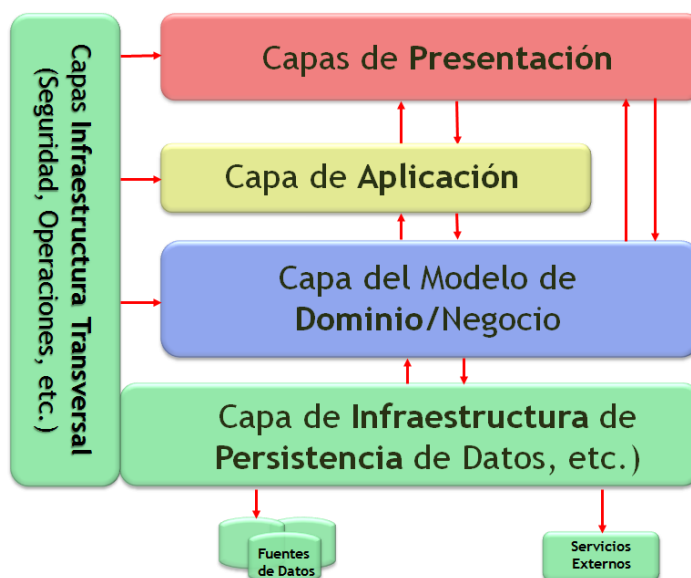 Capas Infraestructura Transversal
(Seguridad, Operaciones, etc.)
Capas de Presentación
Capa de Aplicación
Capa del Modelo de
Dominio/Negocio
Capa de Infraestructura de
Persistencia de Datos, etc.)
Fuentes
de Datos
Servicios
Externos